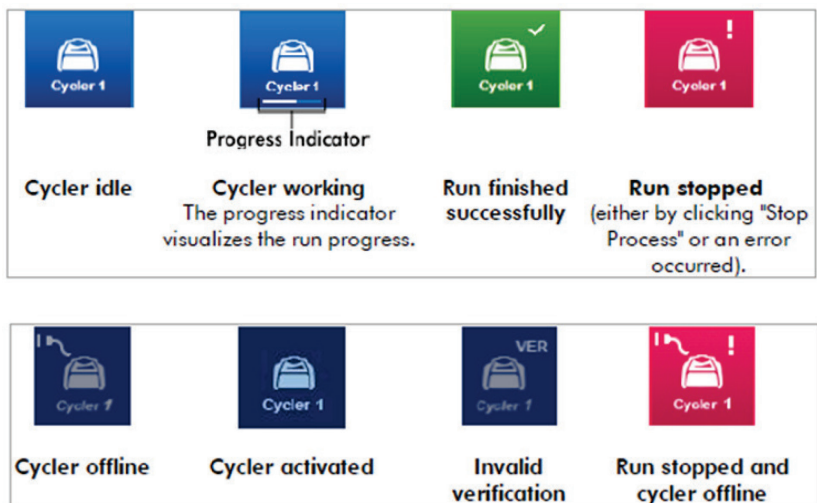 Cycler 1 Cycler 1 Cycler 1 ! Cycler 1
Progress Indicator
Cycler idle Cycler working Run finished Run stopped
The progress indicator successfully (either by clicking "Stop
visualizes the run progress. Process" or an error
occurred).
VER !
Cycler 1 Cycler 1 Cycler 1 Cycler 1
Cycler offline Cycler activated Invalid Run stopped and
verification cycler offline